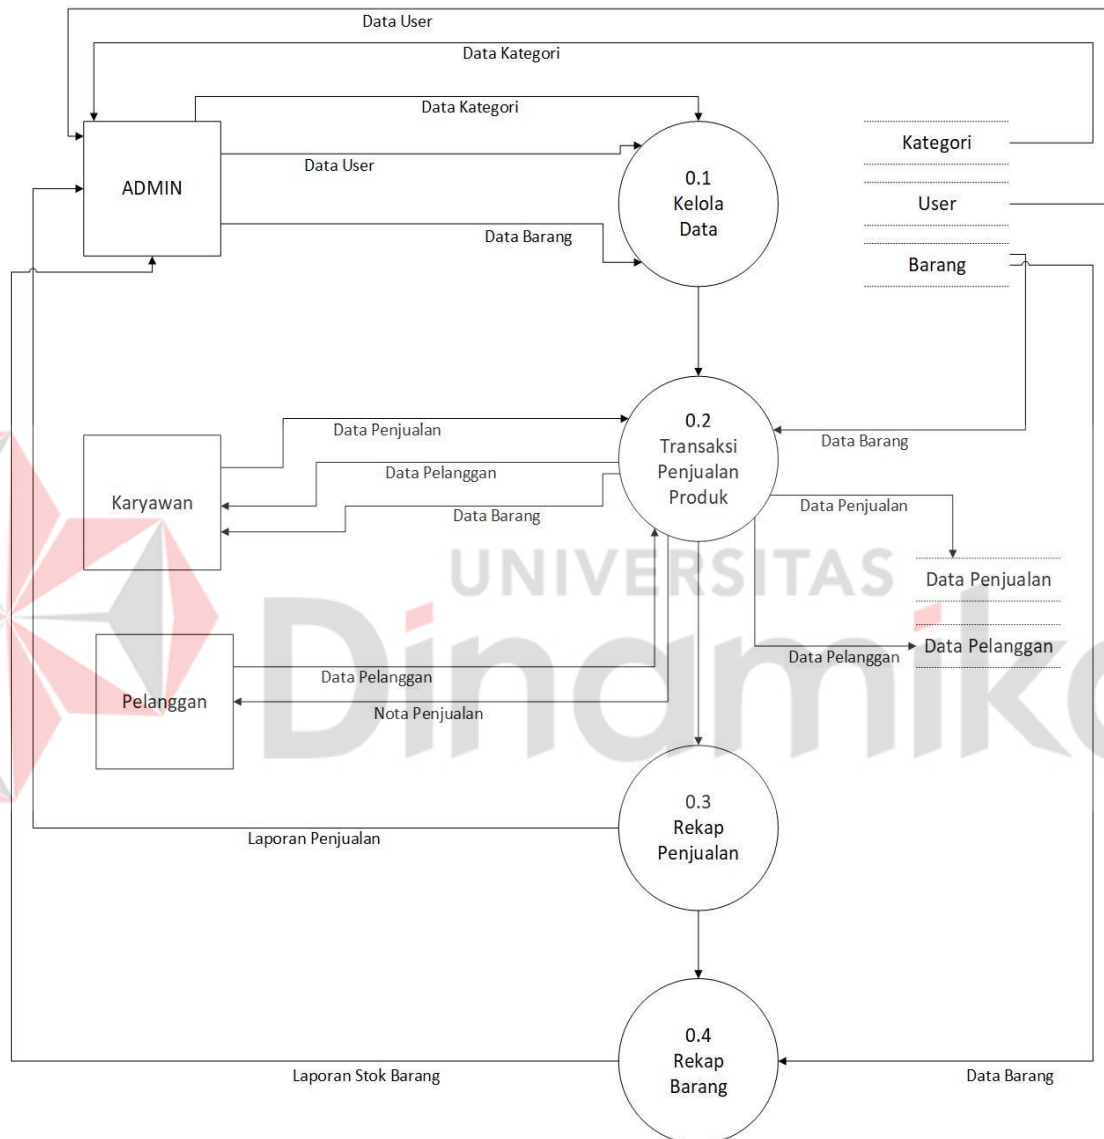 Data User
Data Kategori
Data Kategori
Data User
Data Barang
ADMIN
0.1
Kelola
Data
Kategori
User
Barang
0.2
Transaksi
Penjualan
Produk
Data Penjualan
Data Pelanggan
Data Barang
Karyawan
Data Barang
Data Penjualan
UNIVERSITAS
Dinamika
Data Penjualan
Data Pelanggan
Data Pelanggan
Pelanggan
Data Pelanggan
Nota Penjualan
0.3
Rekap
Penjualan
Laporan Penjualan
0.4
Rekap
Barang
Laporan Stok Barang
Data Barang